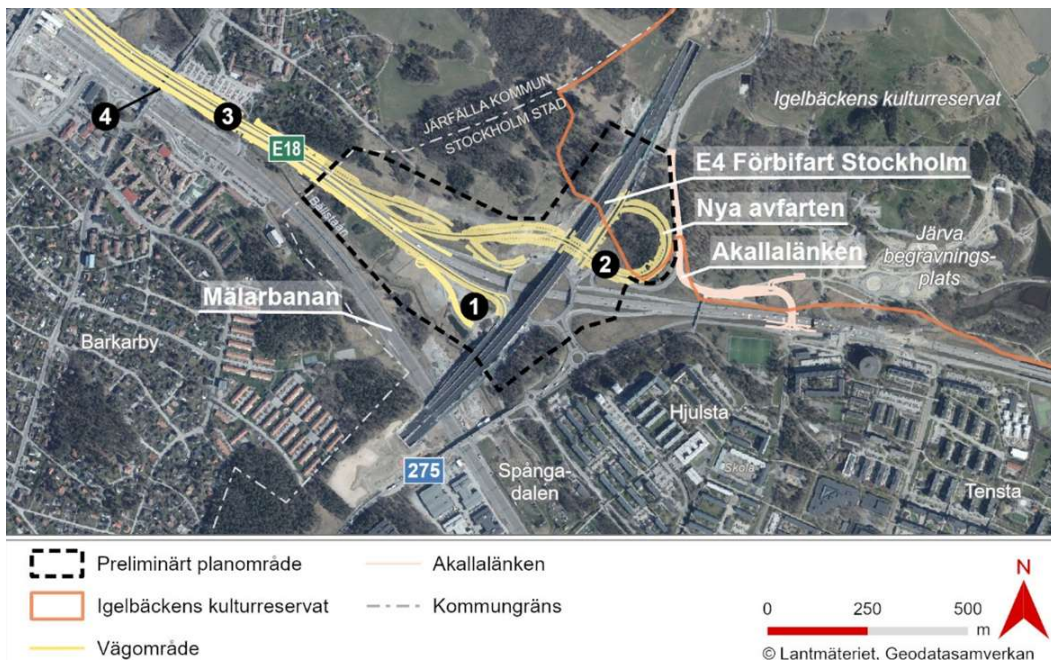 Igelbäckens kulturreservat
JÄRFÄLLA KOMMUN
STOCKHOLM STAD
4
3
E18
E4 Förbifart Stockholm
Nya avfarten
Bällstaån
Järva
begravnings-
plats
2
Akallalänken
Mälarbanan
1
Barkarby
Hjulsta
275
Spånga-
dalen
Skola
Tensta
Preliminärt planområde
Akallalänken
Igelbäckens kulturreservat
Kommungräns
Vägområde
0 250 500
m
N
© Lantmäteriet, Geodatasamverkan